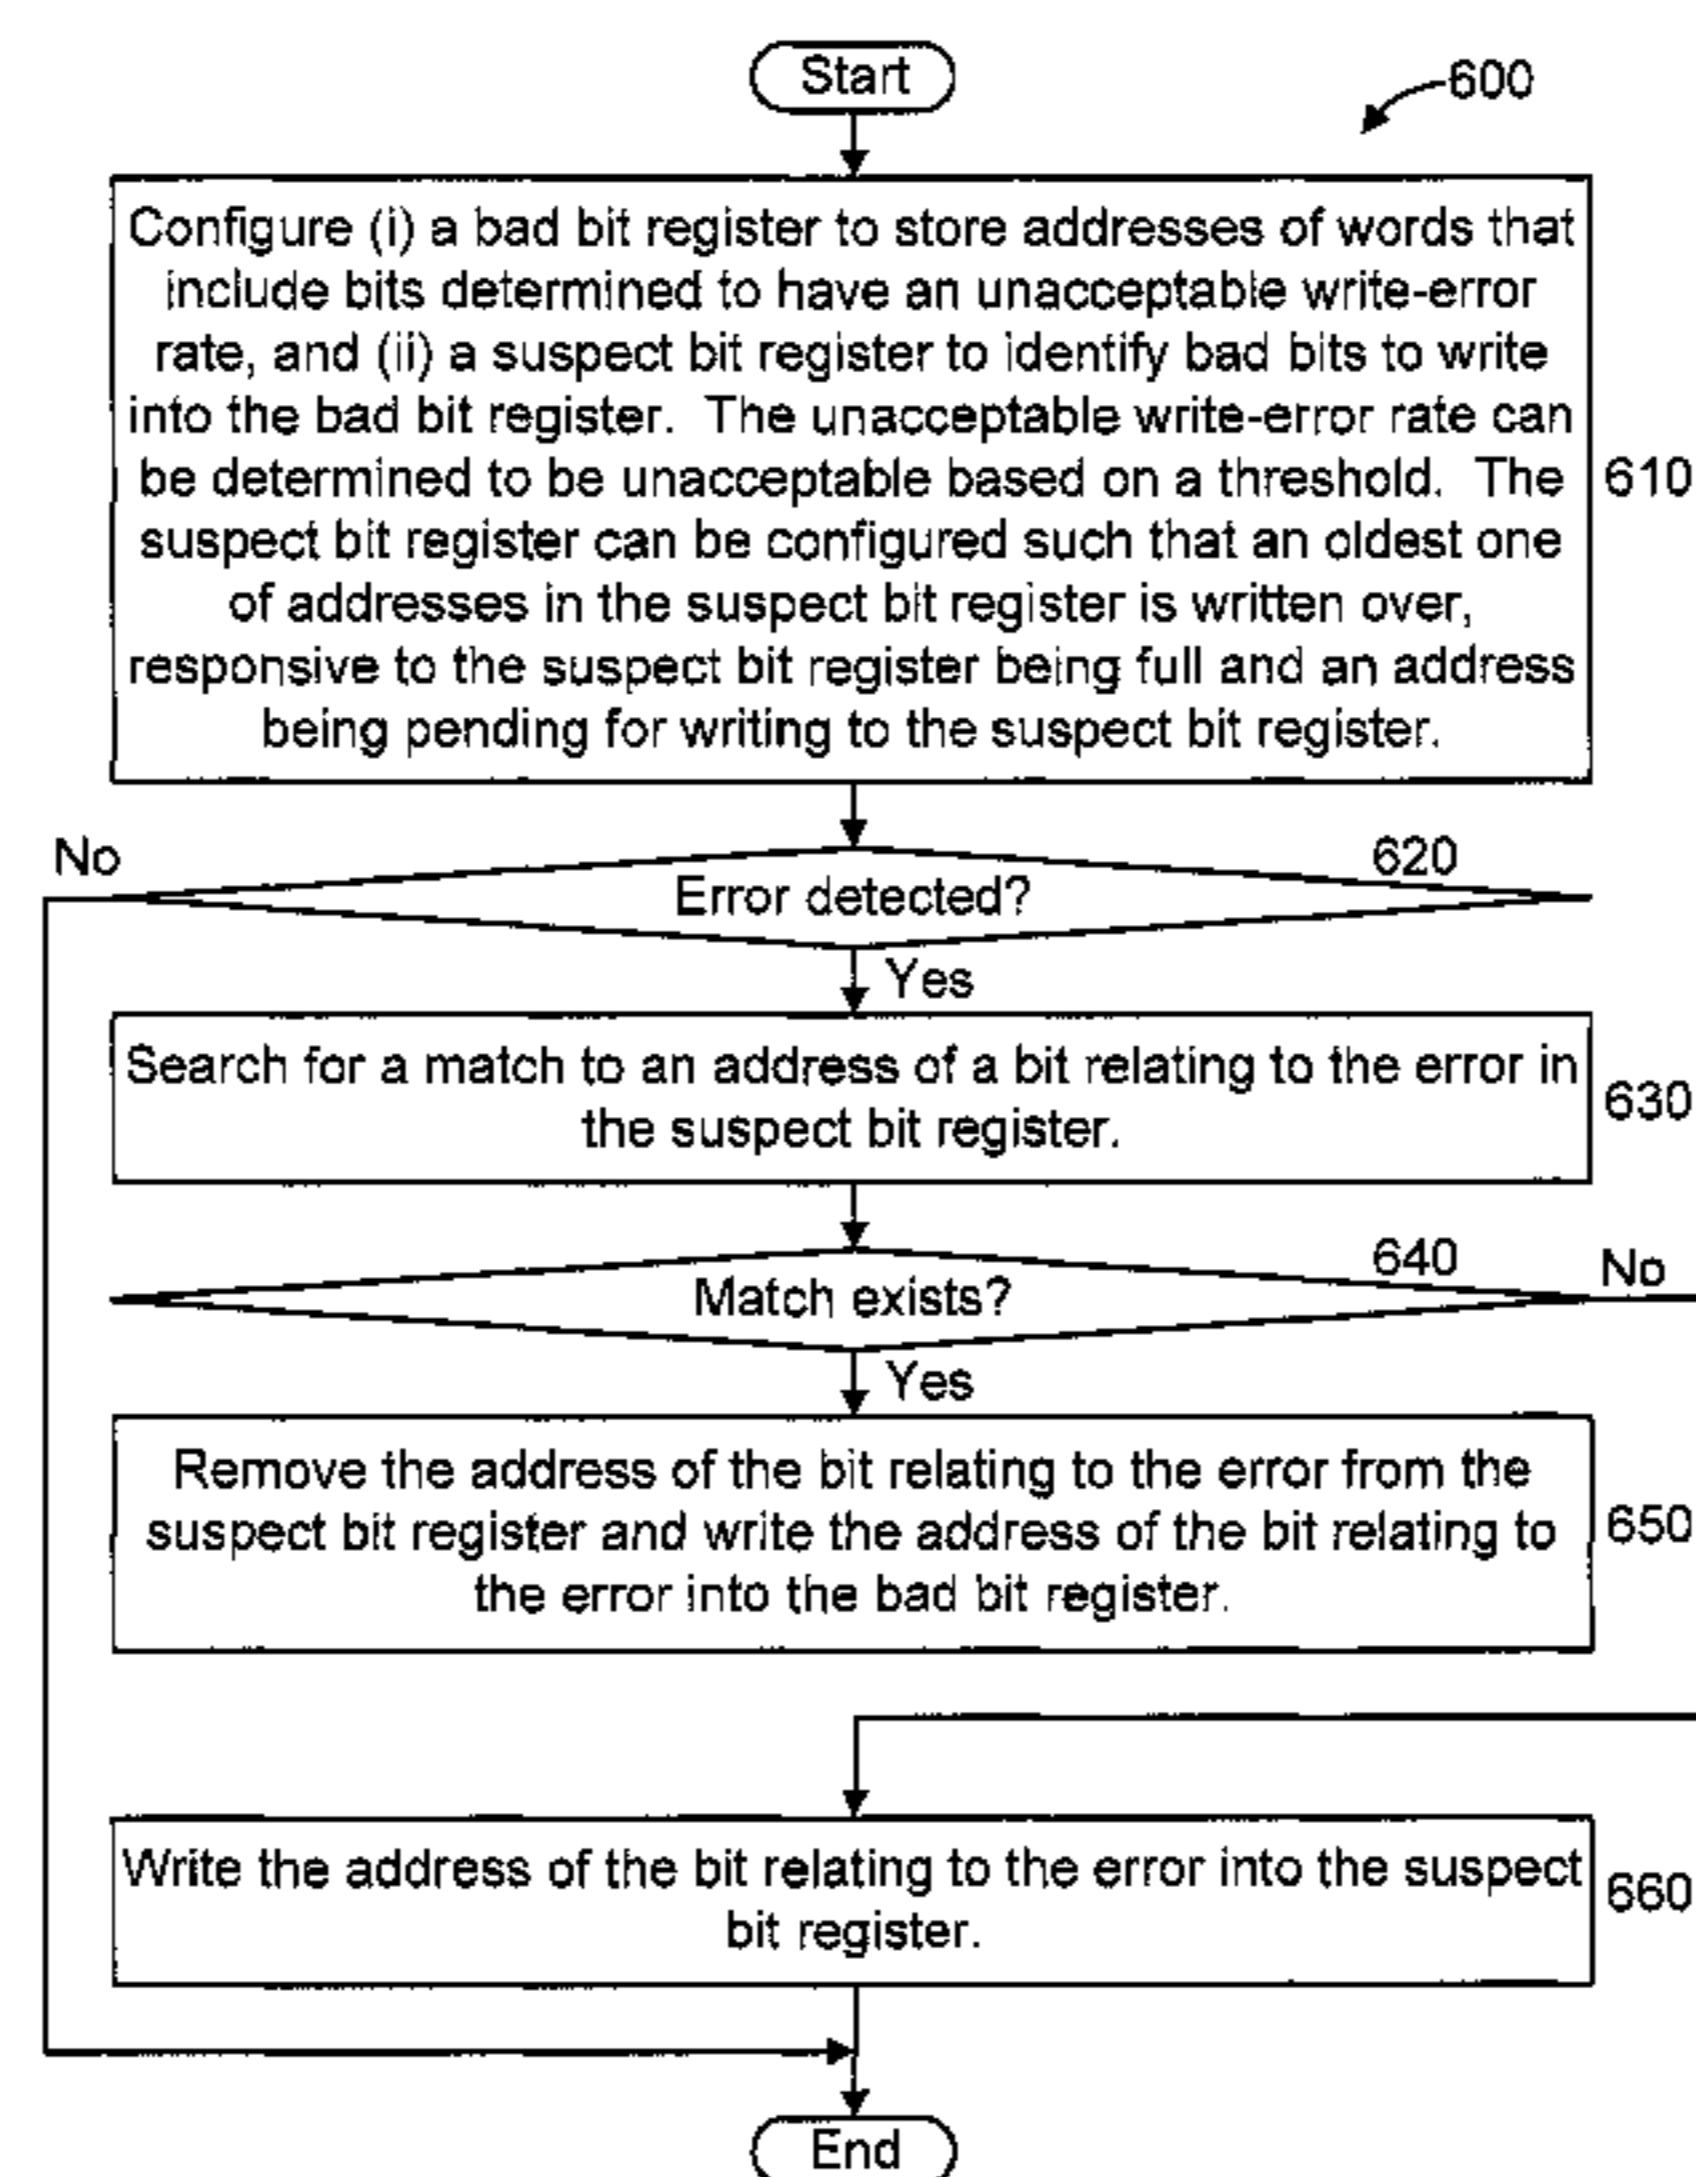 Start
600
Configure (i) a bad bit register to store addresses of words that
include bits determined to have an unacceptable write-error
rate, and (ii) a suspect bit register to identify bad bits to write
into the bad bit register. The unacceptable write-error rate can
be determined to be unacceptable based on a threshold. The
suspect bit register can be configured such that an oldest one
of addresses in the suspect bit register is written over,
responsive to the suspect bit register being full and an address
being pending for writing to the suspect bit register.
610
No
620
Error detected?
Yes
Search for a match to an address of a bit relating to the error in
the suspect bit register.
630
640
No
Match exists?
Yes
Remove the address of the bit relating to the error from the
suspect bit register and write the address of the bit relating to
the error into the bad bit register.
650
Write the address of the bit relating to the error into the suspect
bit register.
660
End